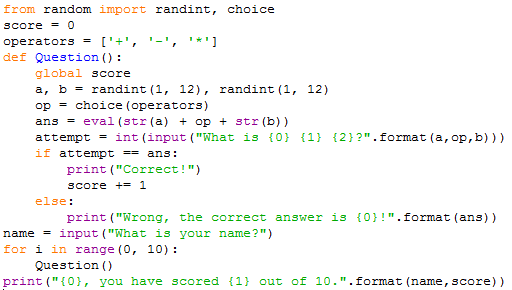 from random import randint, choice
score = 0
operators = ['+', '-', '*']
def Question():
    global score
    a, b = randint(1, 12), randint(1, 12)
    op = choice(operators)
    ans = eval(str(a) + op + str(b))
    attempt = int(input("What is {0} {1} {2}?".format(a,op,b)))
    if attempt == ans:
        print("Correct!")
        score += 1
    else:
        print("Wrong, the correct answer is {0}!".format(ans))
name = input("What is your name?")
for i in range(0, 10):
    Question()
print("{0}, you have scored {1} out of 10.".format(name,score))